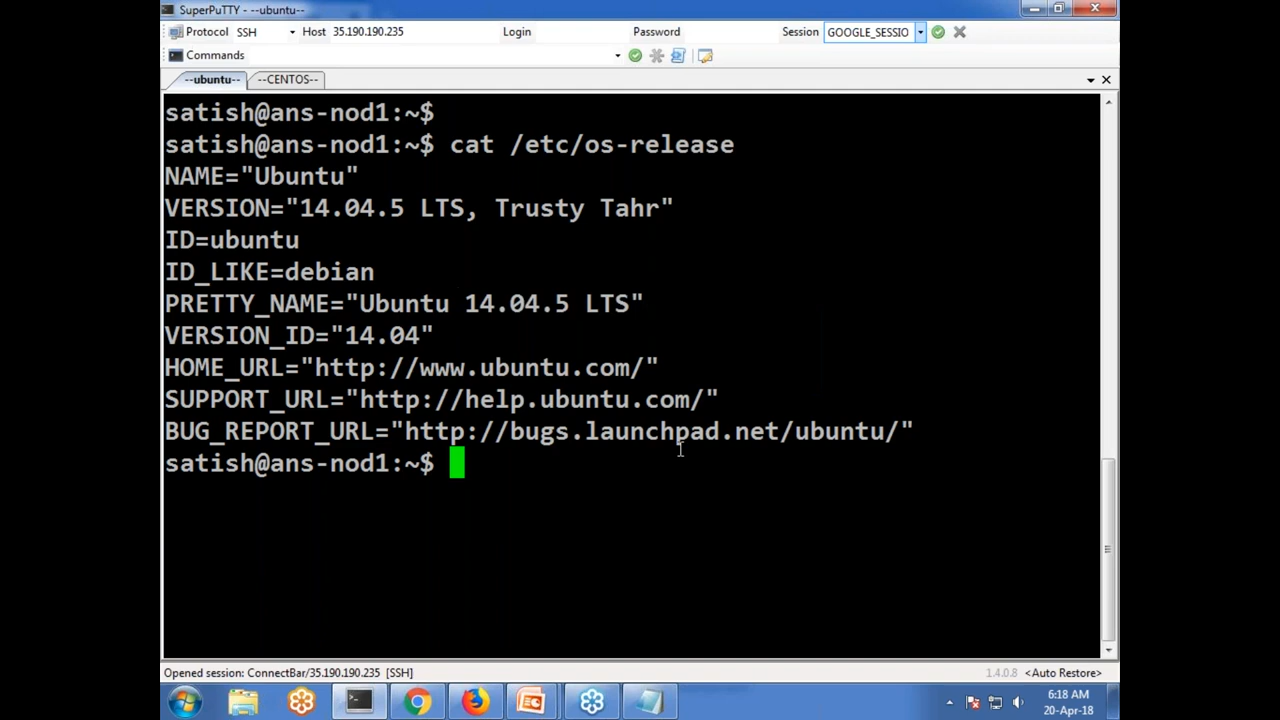 SuperPuTTY - --ubuntu--
Protocol SSH Host 35.190.190.235 Login Password Session GOOGLE_SESSIO
Commands
--ubuntu-- --CENTOS--
satish@ans-nod1:~$
satish@ans-nod1:~$ cat /etc/os-release
NAME="Ubuntu"
VERSION="14.04.5 LTS, Trusty Tahr"
ID=ubuntu
ID_LIKE=debian
PRETTY_NAME="Ubuntu 14.04.5 LTS"
VERSION_ID="14.04"
HOME_URL="http://www.ubuntu.com/"
SUPPORT_URL="http://help.ubuntu.com/"
BUG_REPORT_URL="http://bugs.launchpad.net/ubuntu/"
satish@ans-nod1:~$
Opened session: ConnectBar/35.190.190.235 [SSH] 1.4.0.8 <Auto Restore>
6:18 AM
20-Apr-18